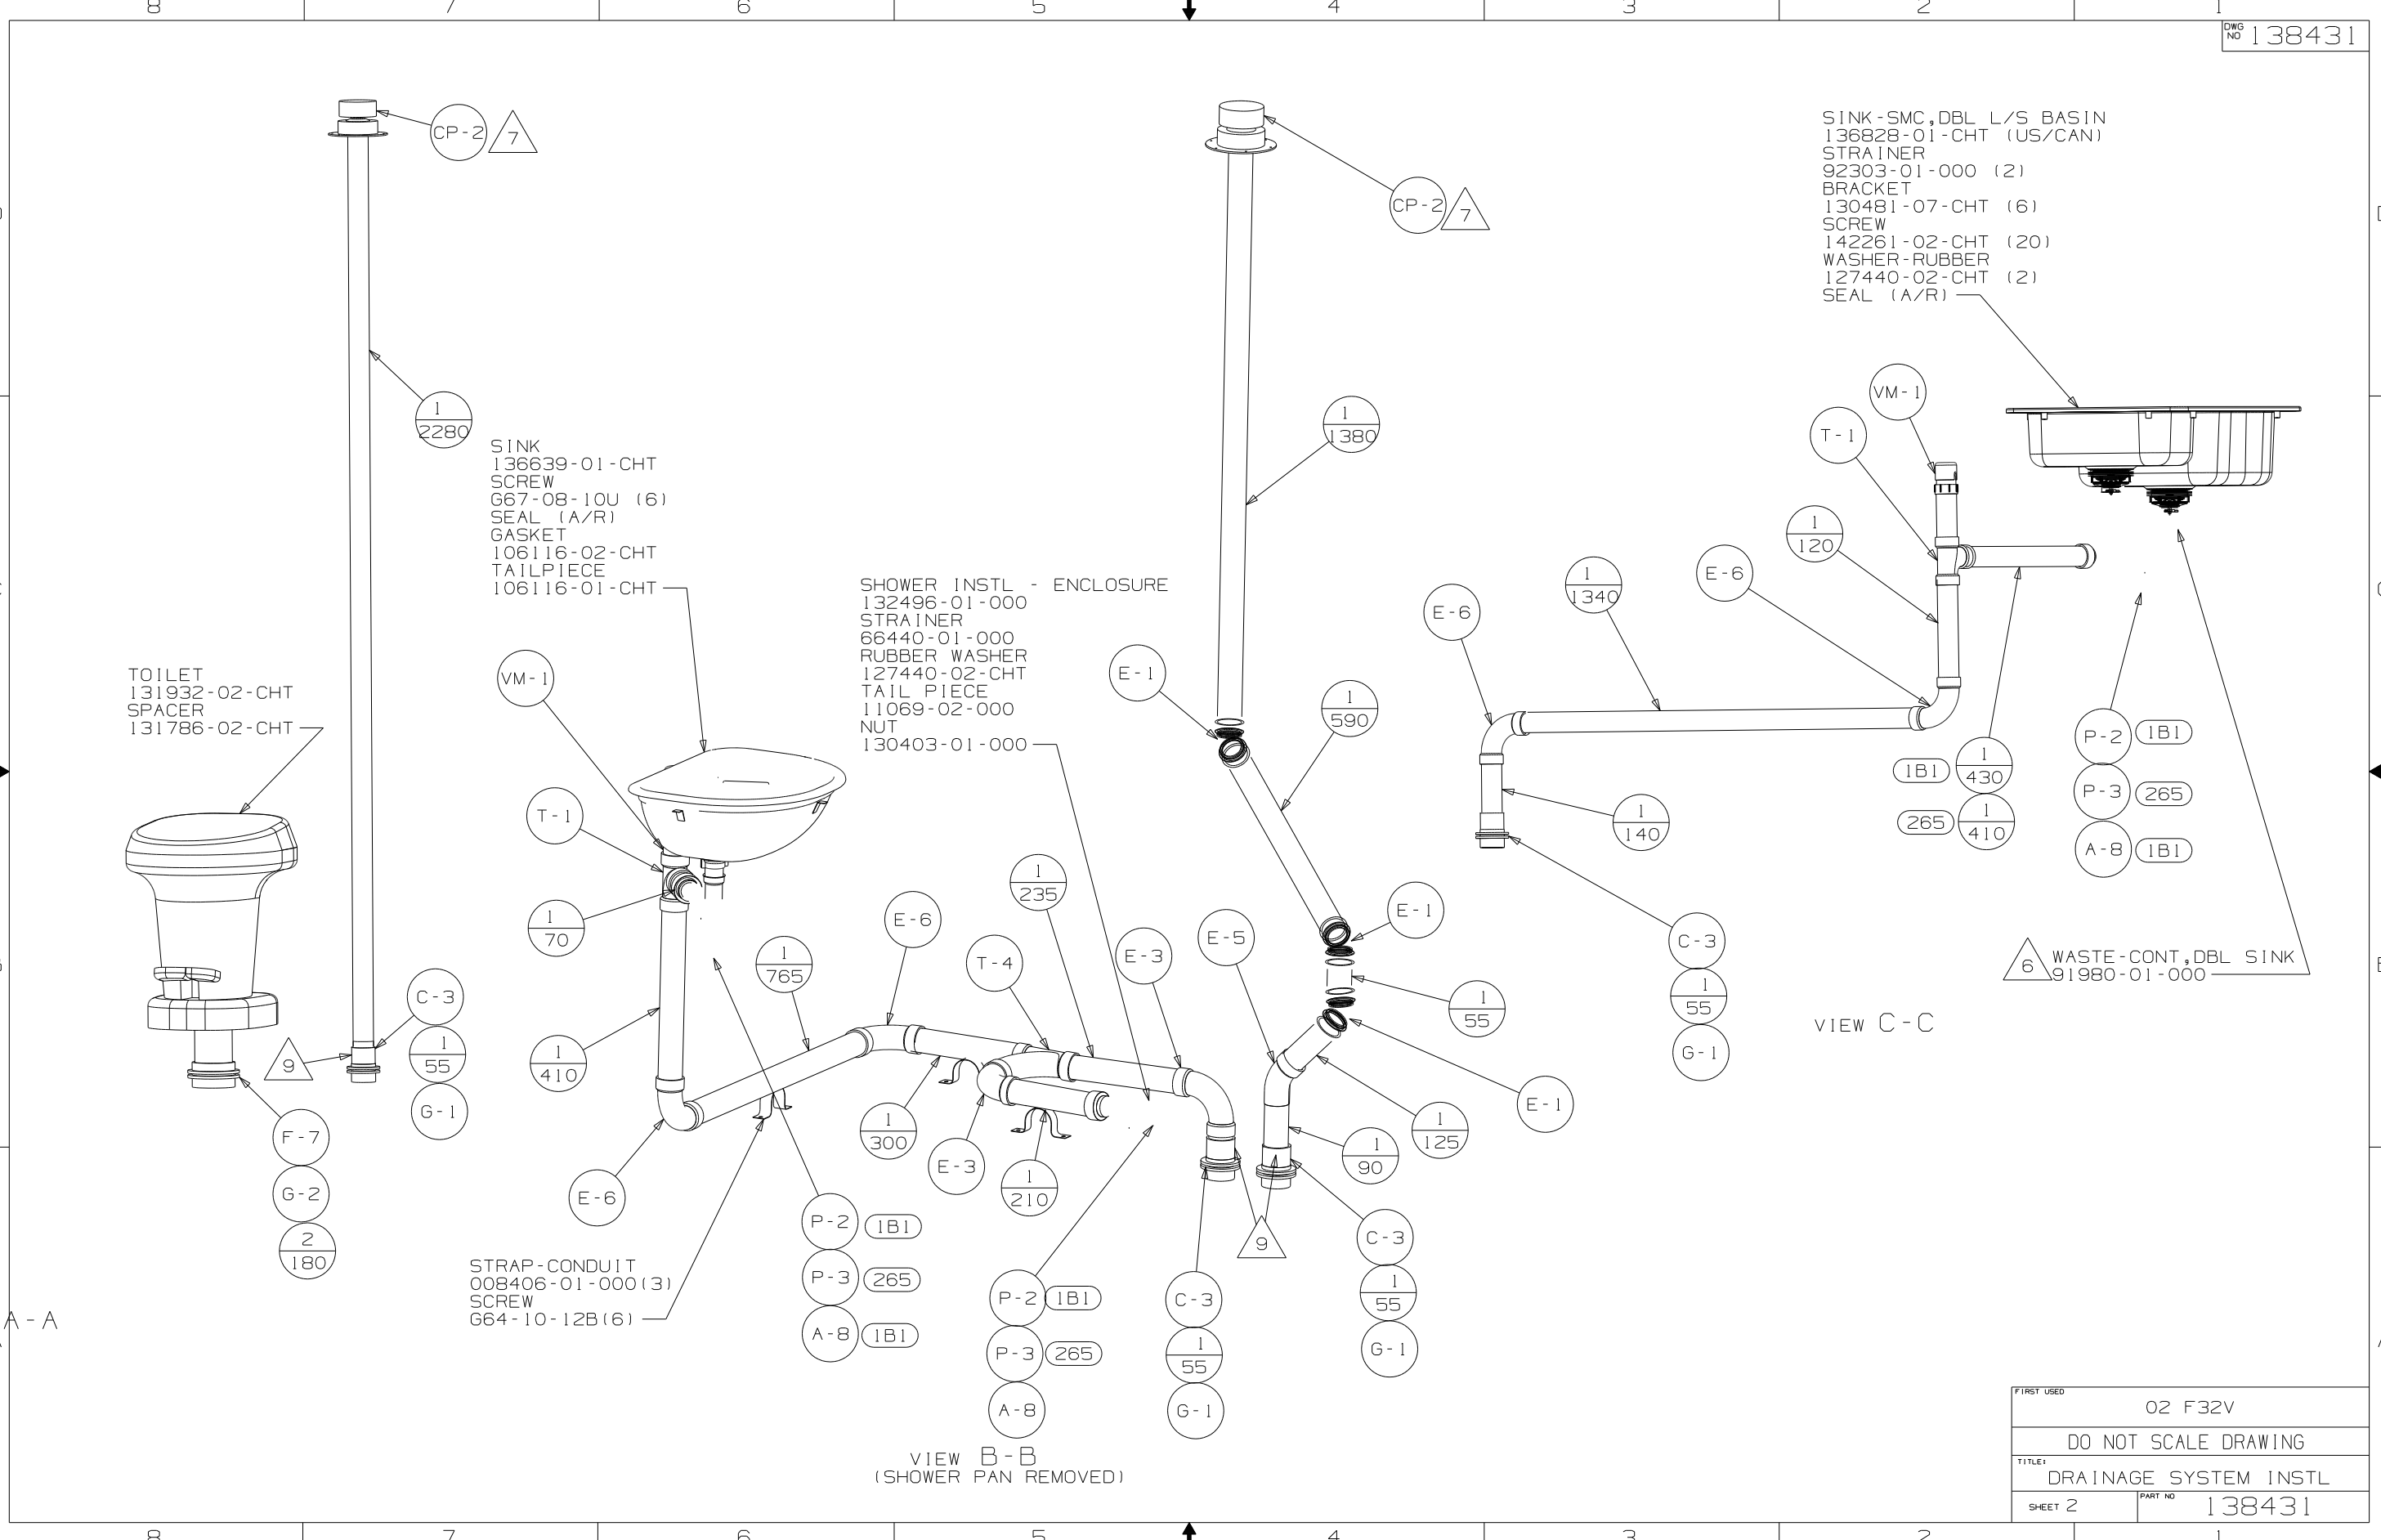 8 7 6 5 4 3 2 1
DWG NO 138431
CP-2 7
CP-2 7
SINK-SMC,DBL L/S BASIN
136828-01-CHT (US/CAN)
STRAINER
92303-01-000 (2)
BRACKET
130481-07-CHT (6)
SCREW
142261-02-CHT (20)
WASHER-RUBBER
127440-02-CHT (2)
SEAL (A/R)
1
2280
1
1380
VM-1
T-1
SINK
136639-01-CHT
SCREW
G67-08-10U (6)
SEAL (A/R)
GASKET
106116-02-CHT
TAILPIECE
106116-01-CHT
1
120
E-6
1
1340
E-6
SHOWER INSTL - ENCLOSURE
132496-01-000
STRAINER
66440-01-000
RUBBER WASHER
127440-02-CHT
TAIL PIECE
11069-02-000
NUT
130403-01-000
TOILET
131932-02-CHT
SPACER
131786-02-CHT
VM-1
E-1
1
590
P-2 1B1
P-3 265
A-8 1B1
1B1
1
430
265
1
410
1
140
T-1
1
70
E-6
1
235
E-1
E-5
E-3
T-4
1
765
C-3
1
55
G-1
6 WASTE-CONT,DBL SINK
91980-01-000
VIEW C-C
1
55
C-3
1
55
G-1
9
1
410
F-7
G-2
2
180
E-6
1
300
E-3
1
210
E-1
1
125
1
90
9
STRAP-CONDUIT
008406-01-000(3)
SCREW
G64-10-12B(6)
P-2 1B1
P-3 265
A-8 1B1
P-2 1B1
P-3 265
A-8
C-3
1
55
G-1
C-3
1
55
G-1
A-A
VIEW B-B
(SHOWER PAN REMOVED)
FIRST USED
02 F32V
DO NOT SCALE DRAWING
TITLE:
DRAINAGE SYSTEM INSTL
SHEET 2 PART NO 138431
8 7 6 5 4 3 2 1